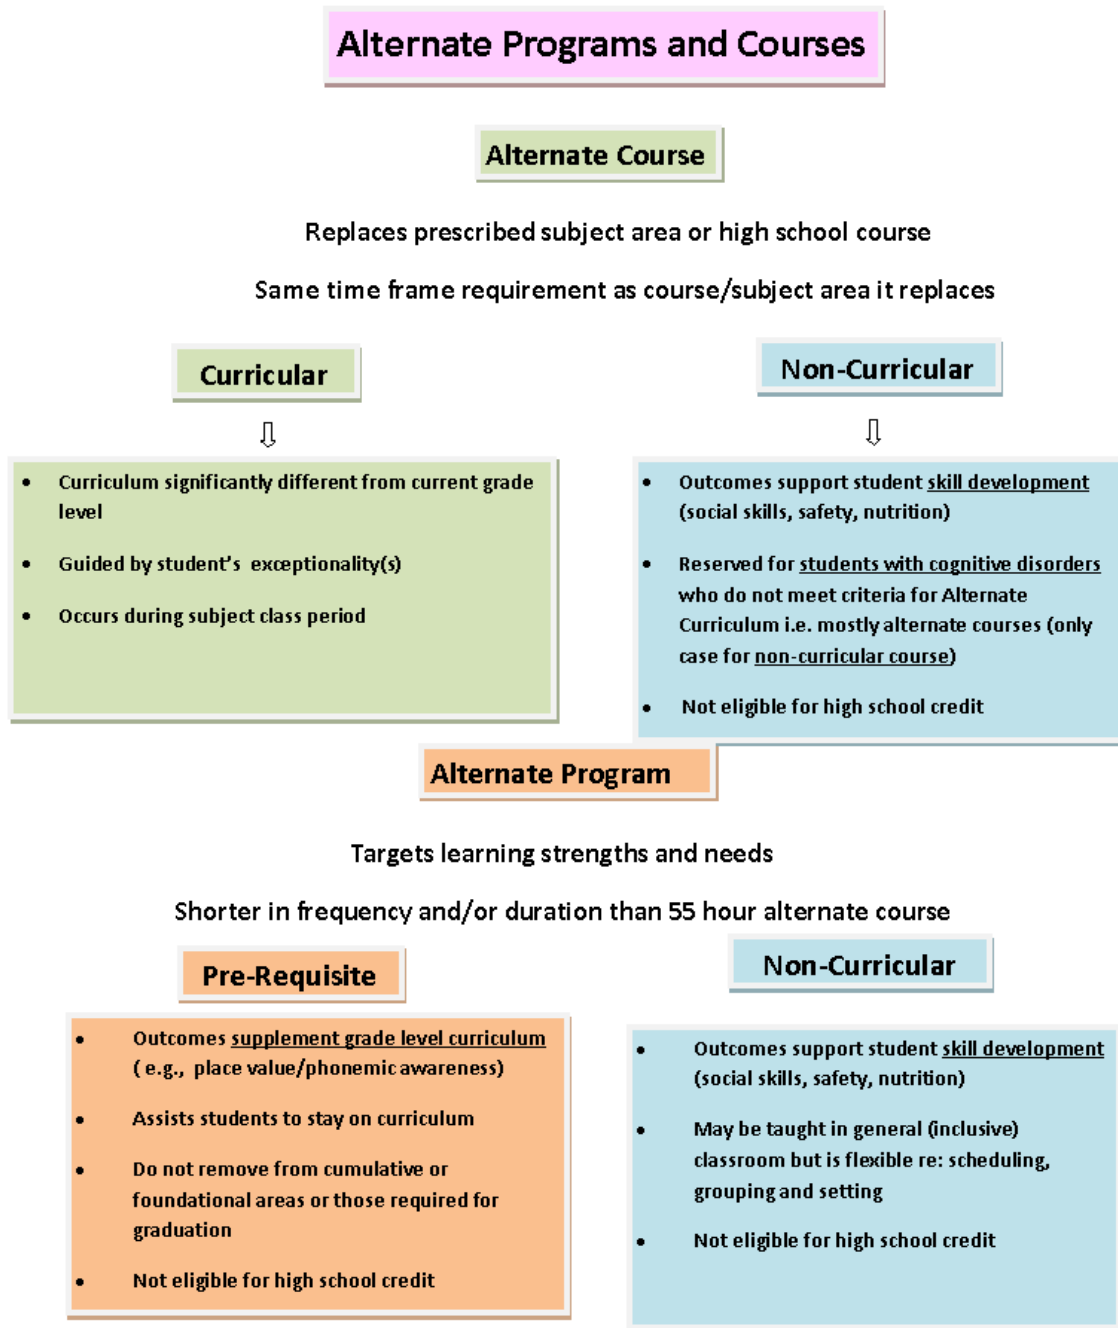 Alternate Programs and Courses
Alternate Course
Replaces prescribed subject area or high school course
Same time frame requirement as course/subject area it replaces
Curricular
• Curriculum significantly different from current grade
level
• Guided by student's exceptionality(s)
• Occurs during subject class period
Non-Curricular
• Outcomes support student skill development
(social skills, safety, nutrition)
• Reserved for students with cognitive disorders
who do not meet criteria for Alternate
Curriculum i.e. mostly alternate courses (only
case for non-curricular course)
• Not eligible for high school credit
Alternate Program
Targets learning strengths and needs
Shorter in frequency and/or duration than 55 hour alternate course
Pre-Requisite
• Outcomes supplement grade level curriculum
( e.g., place value/phonemic awareness)
• Assists students to stay on curriculum
• Do not remove from cumulative or
foundational areas or those required for
graduation
• Not eligible for high school credit
Non-Curricular
• Outcomes support student skill development
(social skills, safety, nutrition)
• May be taught in general (inclusive)
classroom but is flexible re: scheduling,
grouping and setting
• Not eligible for high school credit